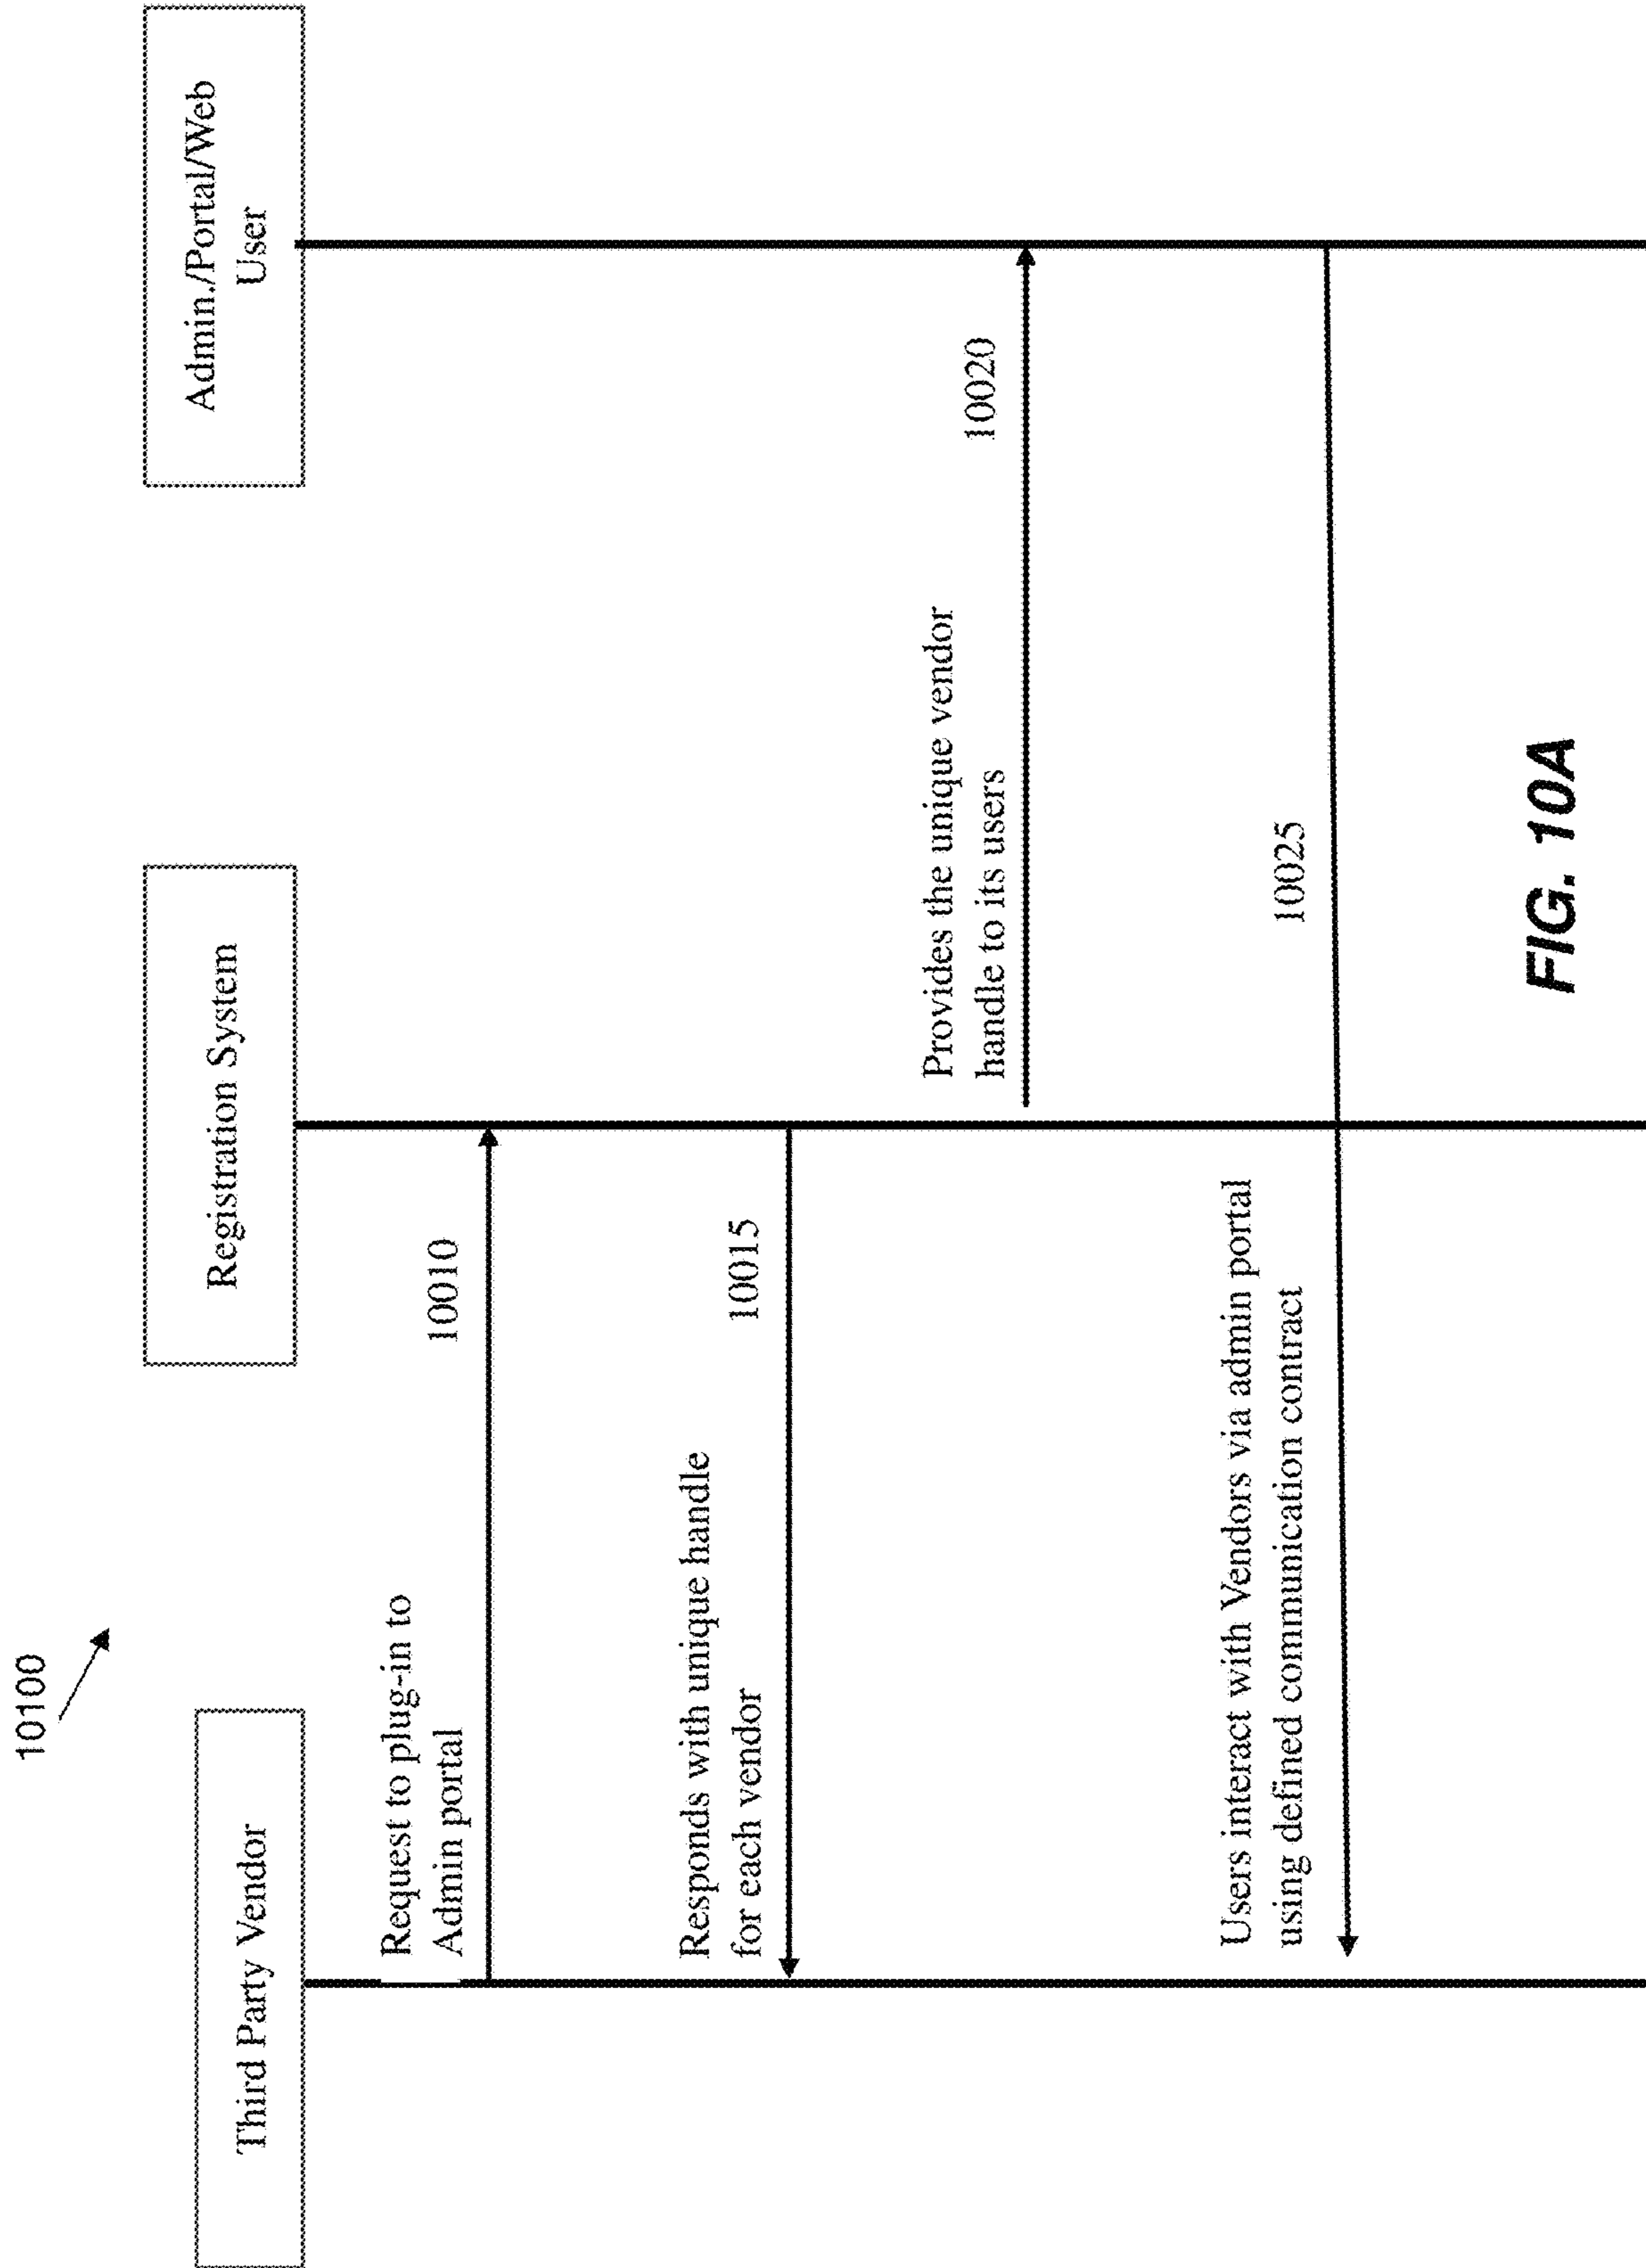 10100
Third Party Vendor
Registration System
Admin./Portal/Web
User
Request to plug-in to
Admin portal
10010
Responds with unique handle
for each vendor
10015
Provides the unique vendor
handle to its users
10020
Users interact with Vendors via admin portal
using defined communication contract
10025
FIG. 10A